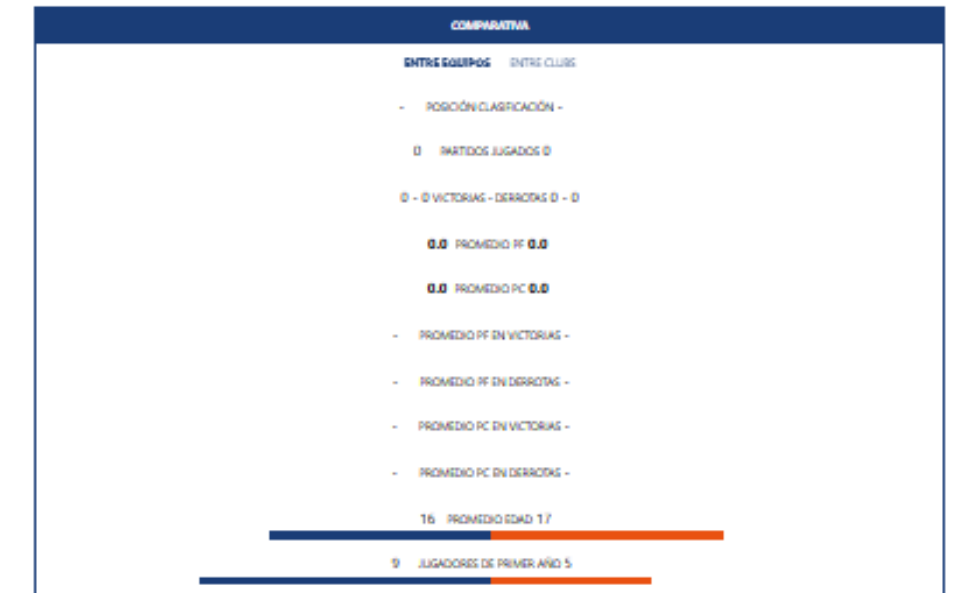 COMPARATIVA
ENTRE EQUIPOS ENTRE CLUBS
- POSICIÓN CLASIFICACIÓN -
0 PARTIDOS JUGADOS 0
0 - 0 VICTORIAS - DERROTAS 0 - 0
0.0 PROMEDIO PF 0.0
0.0 PROMEDIO PC 0.0
- PROMEDIO PF EN VICTORIAS -
- PROMEDIO PF EN DERROTAS -
- PROMEDIO PC EN VICTORIAS -
- PROMEDIO PC EN DERROTAS -
16 PROMEDIO EDAD 17
9 JUGADORES DE PRIMER AÑO 5